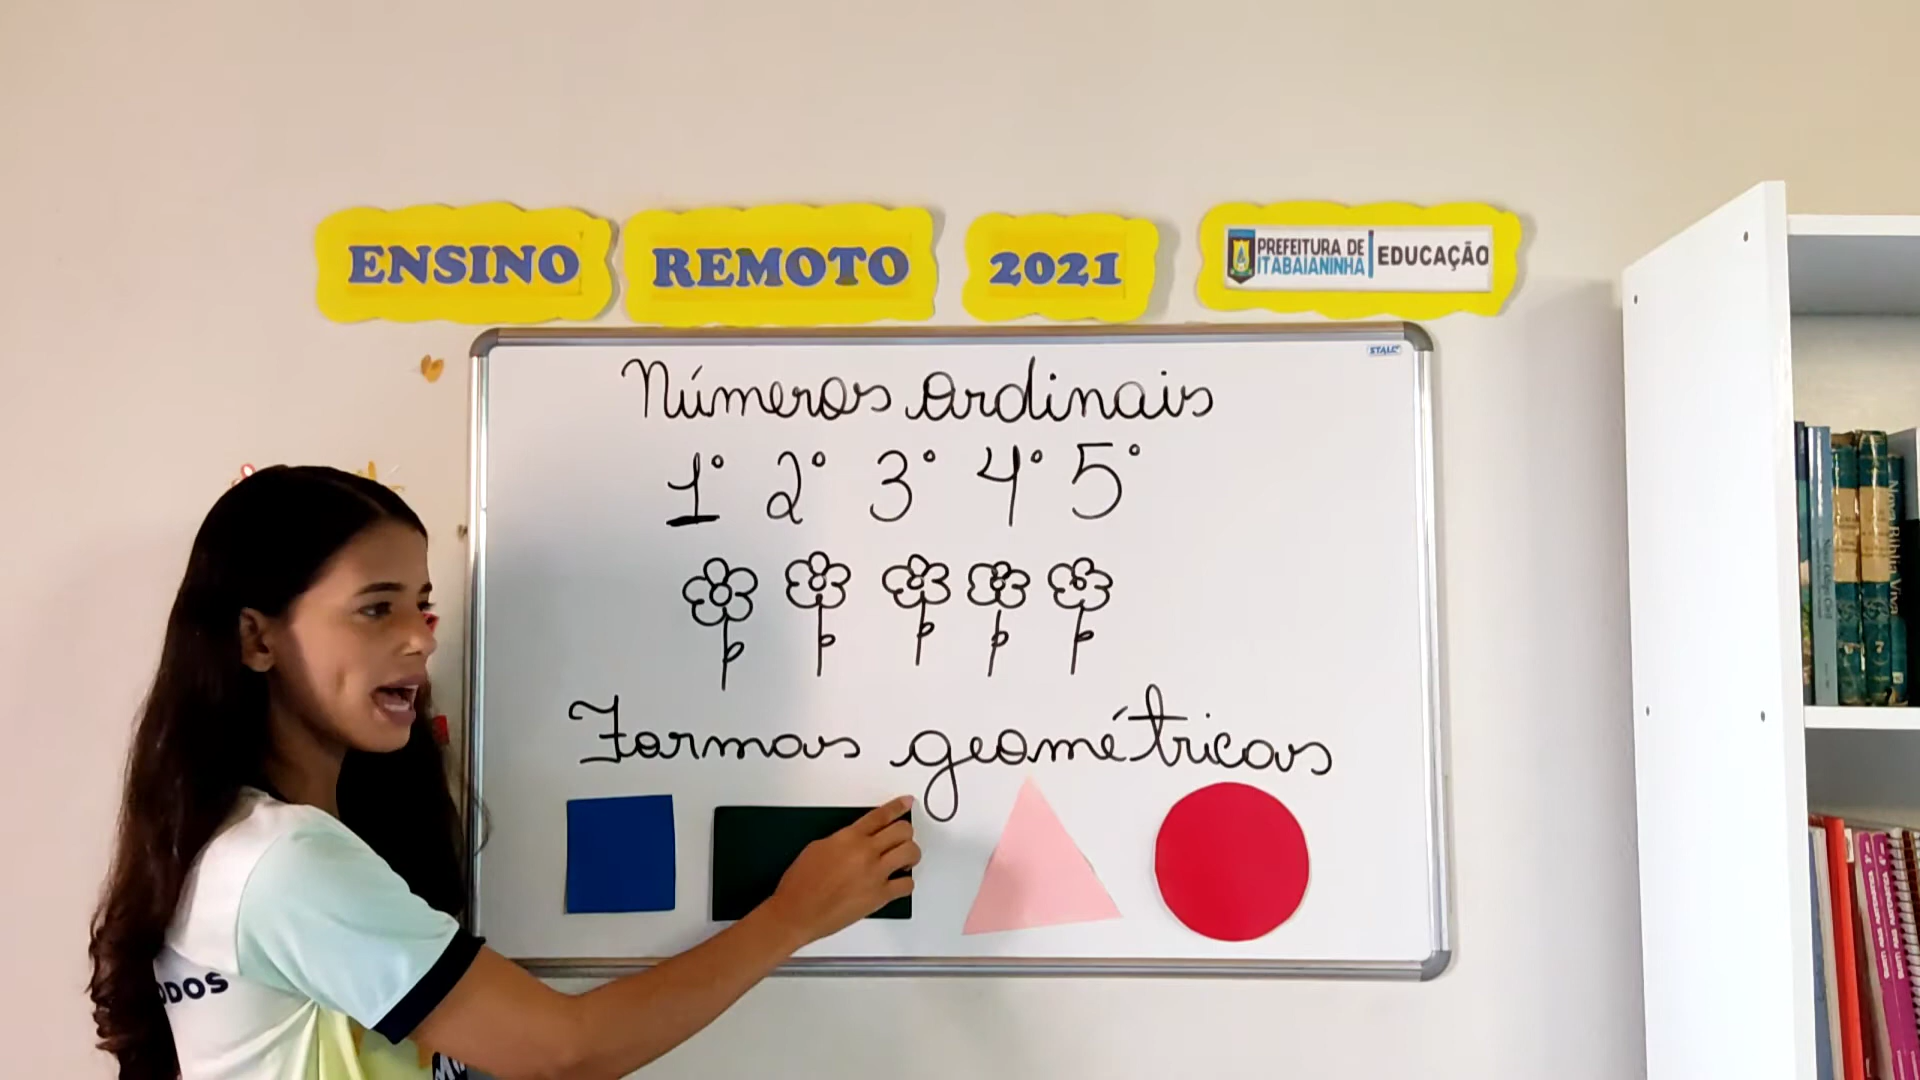 ENSINO REMOTO 2021
PREFEITURA DE
ITABAIANINHA
EDUCAÇÃO
STALO
Números ordinais
1° 2° 3° 4° 5°
Formas geométricas